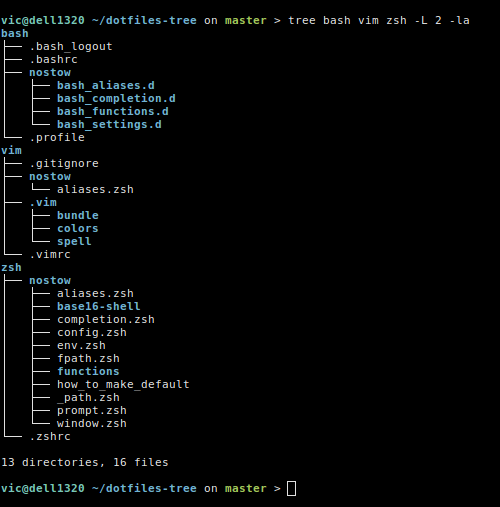 vic@dell1320 ~/dotfiles-tree on master > tree bash vim zsh -L 2 -la
bash
├── .bash_logout
├── .bashrc
├── nostow
│   ├── bash_aliases.d
│   ├── bash_completion.d
│   ├── bash_functions.d
│   └── bash_settings.d
└── .profile
vim
├── .gitignore
├── nostow
│   └── aliases.zsh
├── .vim
│   ├── bundle
│   ├── colors
│   └── spell
└── .vimrc
zsh
├── nostow
│   ├── aliases.zsh
│   ├── base16-shell
│   ├── completion.zsh
│   ├── config.zsh
│   ├── env.zsh
│   ├── fpath.zsh
│   ├── functions
│   ├── how_to_make_default
│   ├── _path.zsh
│   ├── prompt.zsh
│   └── window.zsh
└── .zshrc
13 directories, 16 files
vic@dell1320 ~/dotfiles-tree on master >